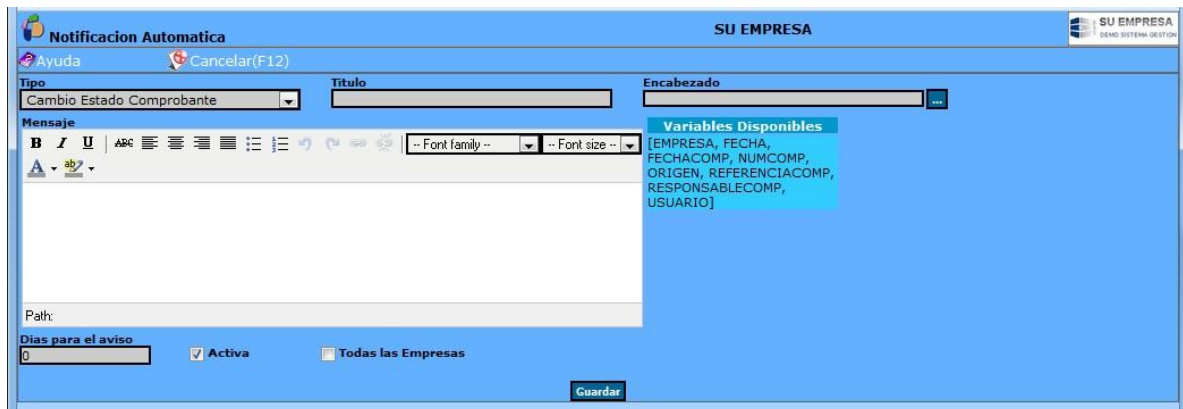 Notificacion Automatica
SU EMPRESA
SU EMPRESA
DEMO SISTEMA GESTION
Ayuda Cancelar(F12)
Tipo Titulo Encabezado
Cambio Estado Comprobante ...
Mensaje
B I U ABC -- Font family -- -- Font size --
A ab
Variables Disponibles
[EMPRESA, FECHA,
FECHACOMP, NUMCOMP,
ORIGEN, REFERENCIACOMP,
RESPONSABLECOMP,
USUARIO]
Path:
Dias para el aviso
0 Activa Todas las Empresas
Guardar